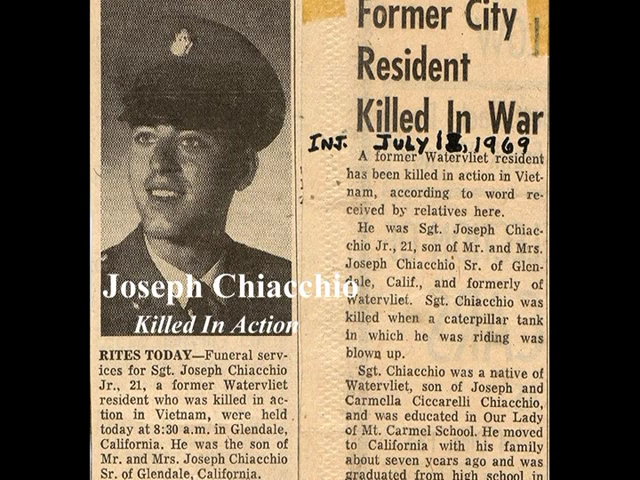 Joseph Chiacchio
Killed In Action
RITES TODAY—Funeral serv-
ices for Sgt. Joseph Chiacchio
Jr., 21, a former Watervliet
resident who was killed in ac-
tion in Vietnam, were held
today at 8:30 a.m. in Glendale,
California. He was the son of
Mr. and Mrs. Joseph Chiacchio
Sr. of Glendale, California.
Former City
Resident
Killed In War
INJ. JULY 18, 1969
A former Watervliet resident
has been killed in action in Viet-
nam, according to word re-
ceived by relatives here.
He was Sgt. Joseph Chiac-
chio Jr., 21, son of Mr. and Mrs.
Joseph Chiacchio Sr. of Glen-
dale, Calif., and formerly of
Watervliet. Sgt. Chiacchio was
killed when a caterpillar tank
in which he was riding was
blown up.
Sgt. Chiacchio was a native of
Watervliet, son of Joseph and
Carmella Ciccarelli Chiacchio,
and was educated in Our Lady
of Mt. Carmel School. He moved
to California with his family
about seven years ago and was
graduated from high school in